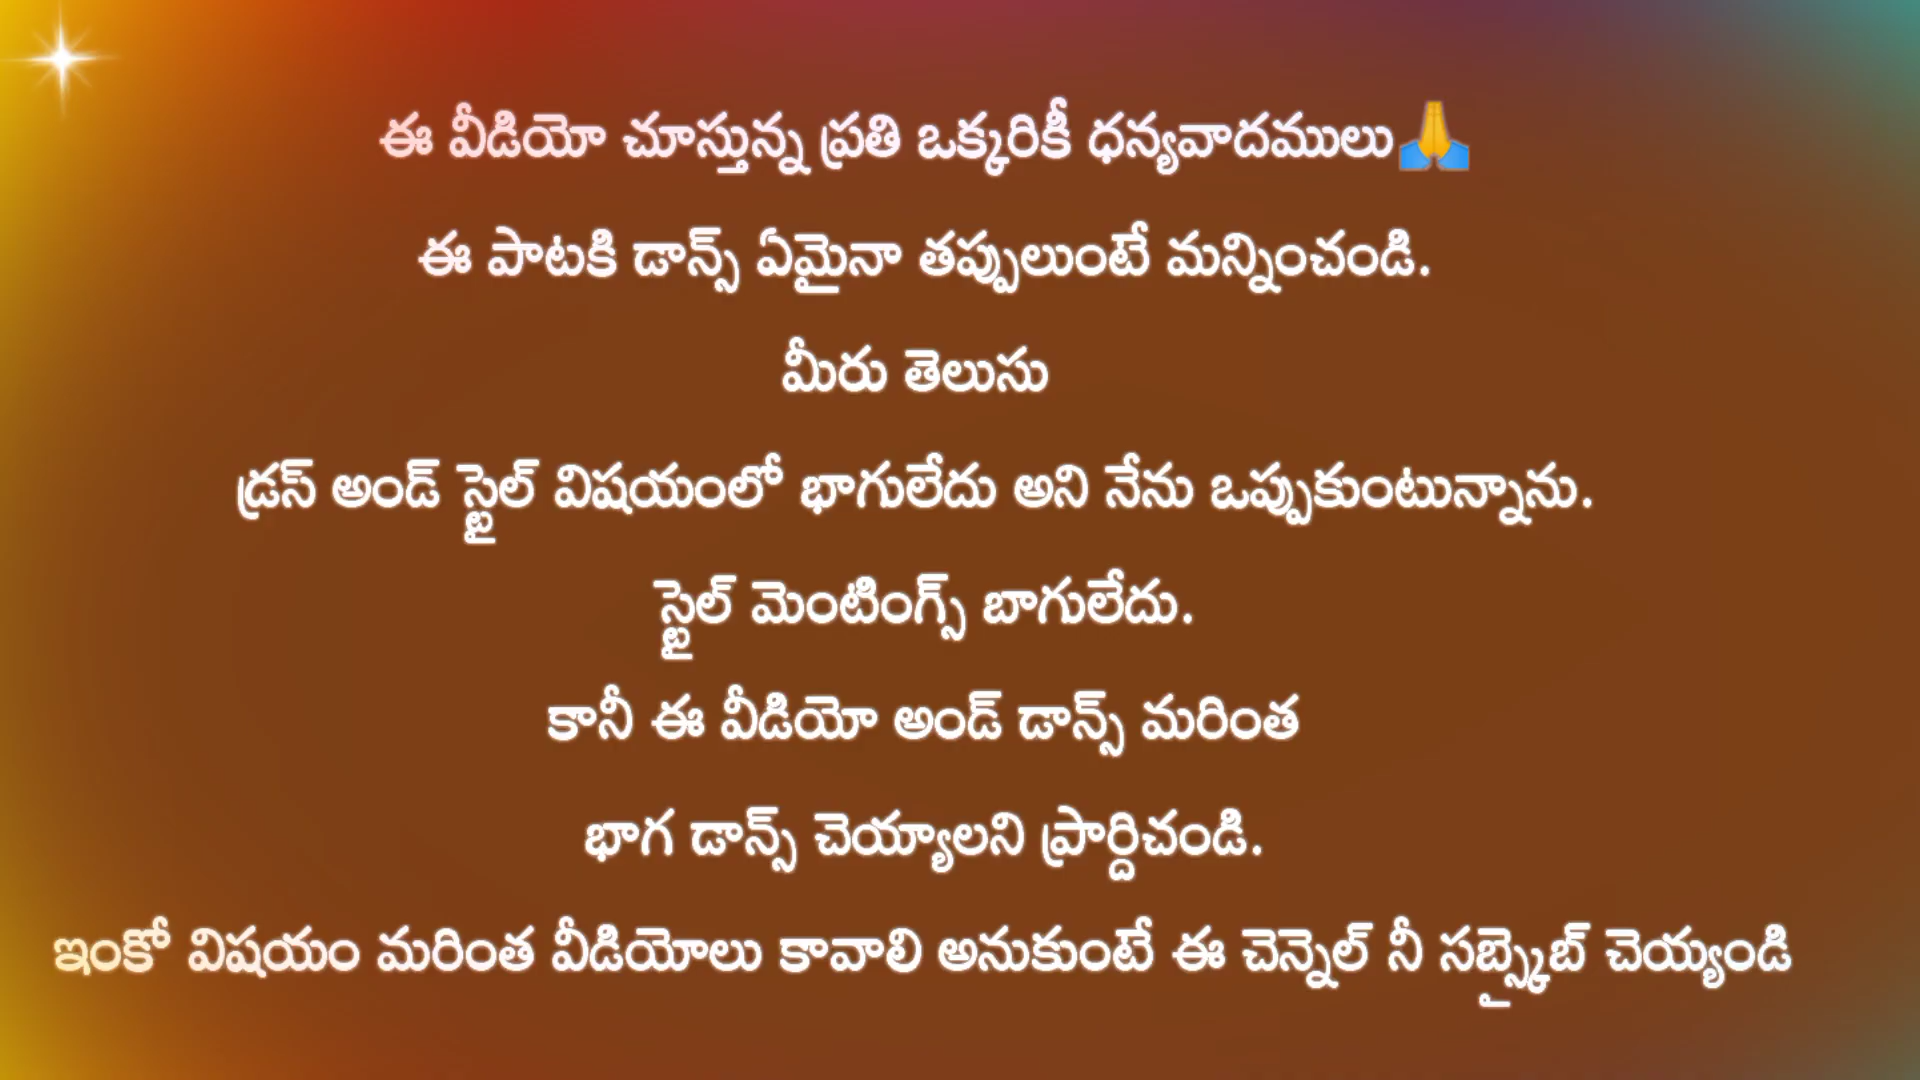 ఈ వీడియో చూస్తున్న ప్రతి ఒక్కరికీ ధన్యవాదములు🙏
ఈ పాటకి డాన్స్ ఏమైనా తప్పులుంటే మన్నించండి.
మీరు తెలుసు
డ్రస్ అండ్ స్టైల్ విషయంలో భాగులేదు అని నేను ఒప్పుకుంటున్నాను.
స్టైల్ మెంటింగ్స్ బాగులేదు.
కానీ ఈ వీడియో అండ్ డాన్స్ మరింత
భాగ డాన్స్ చెయ్యాలని ప్రార్దిచండి.
ఇంకో విషయం మరింత వీడియోలు కావాలి అనుకుంటే ఈ చెన్నెల్ నీ సబ్స్కైబ్ చెయ్యండి